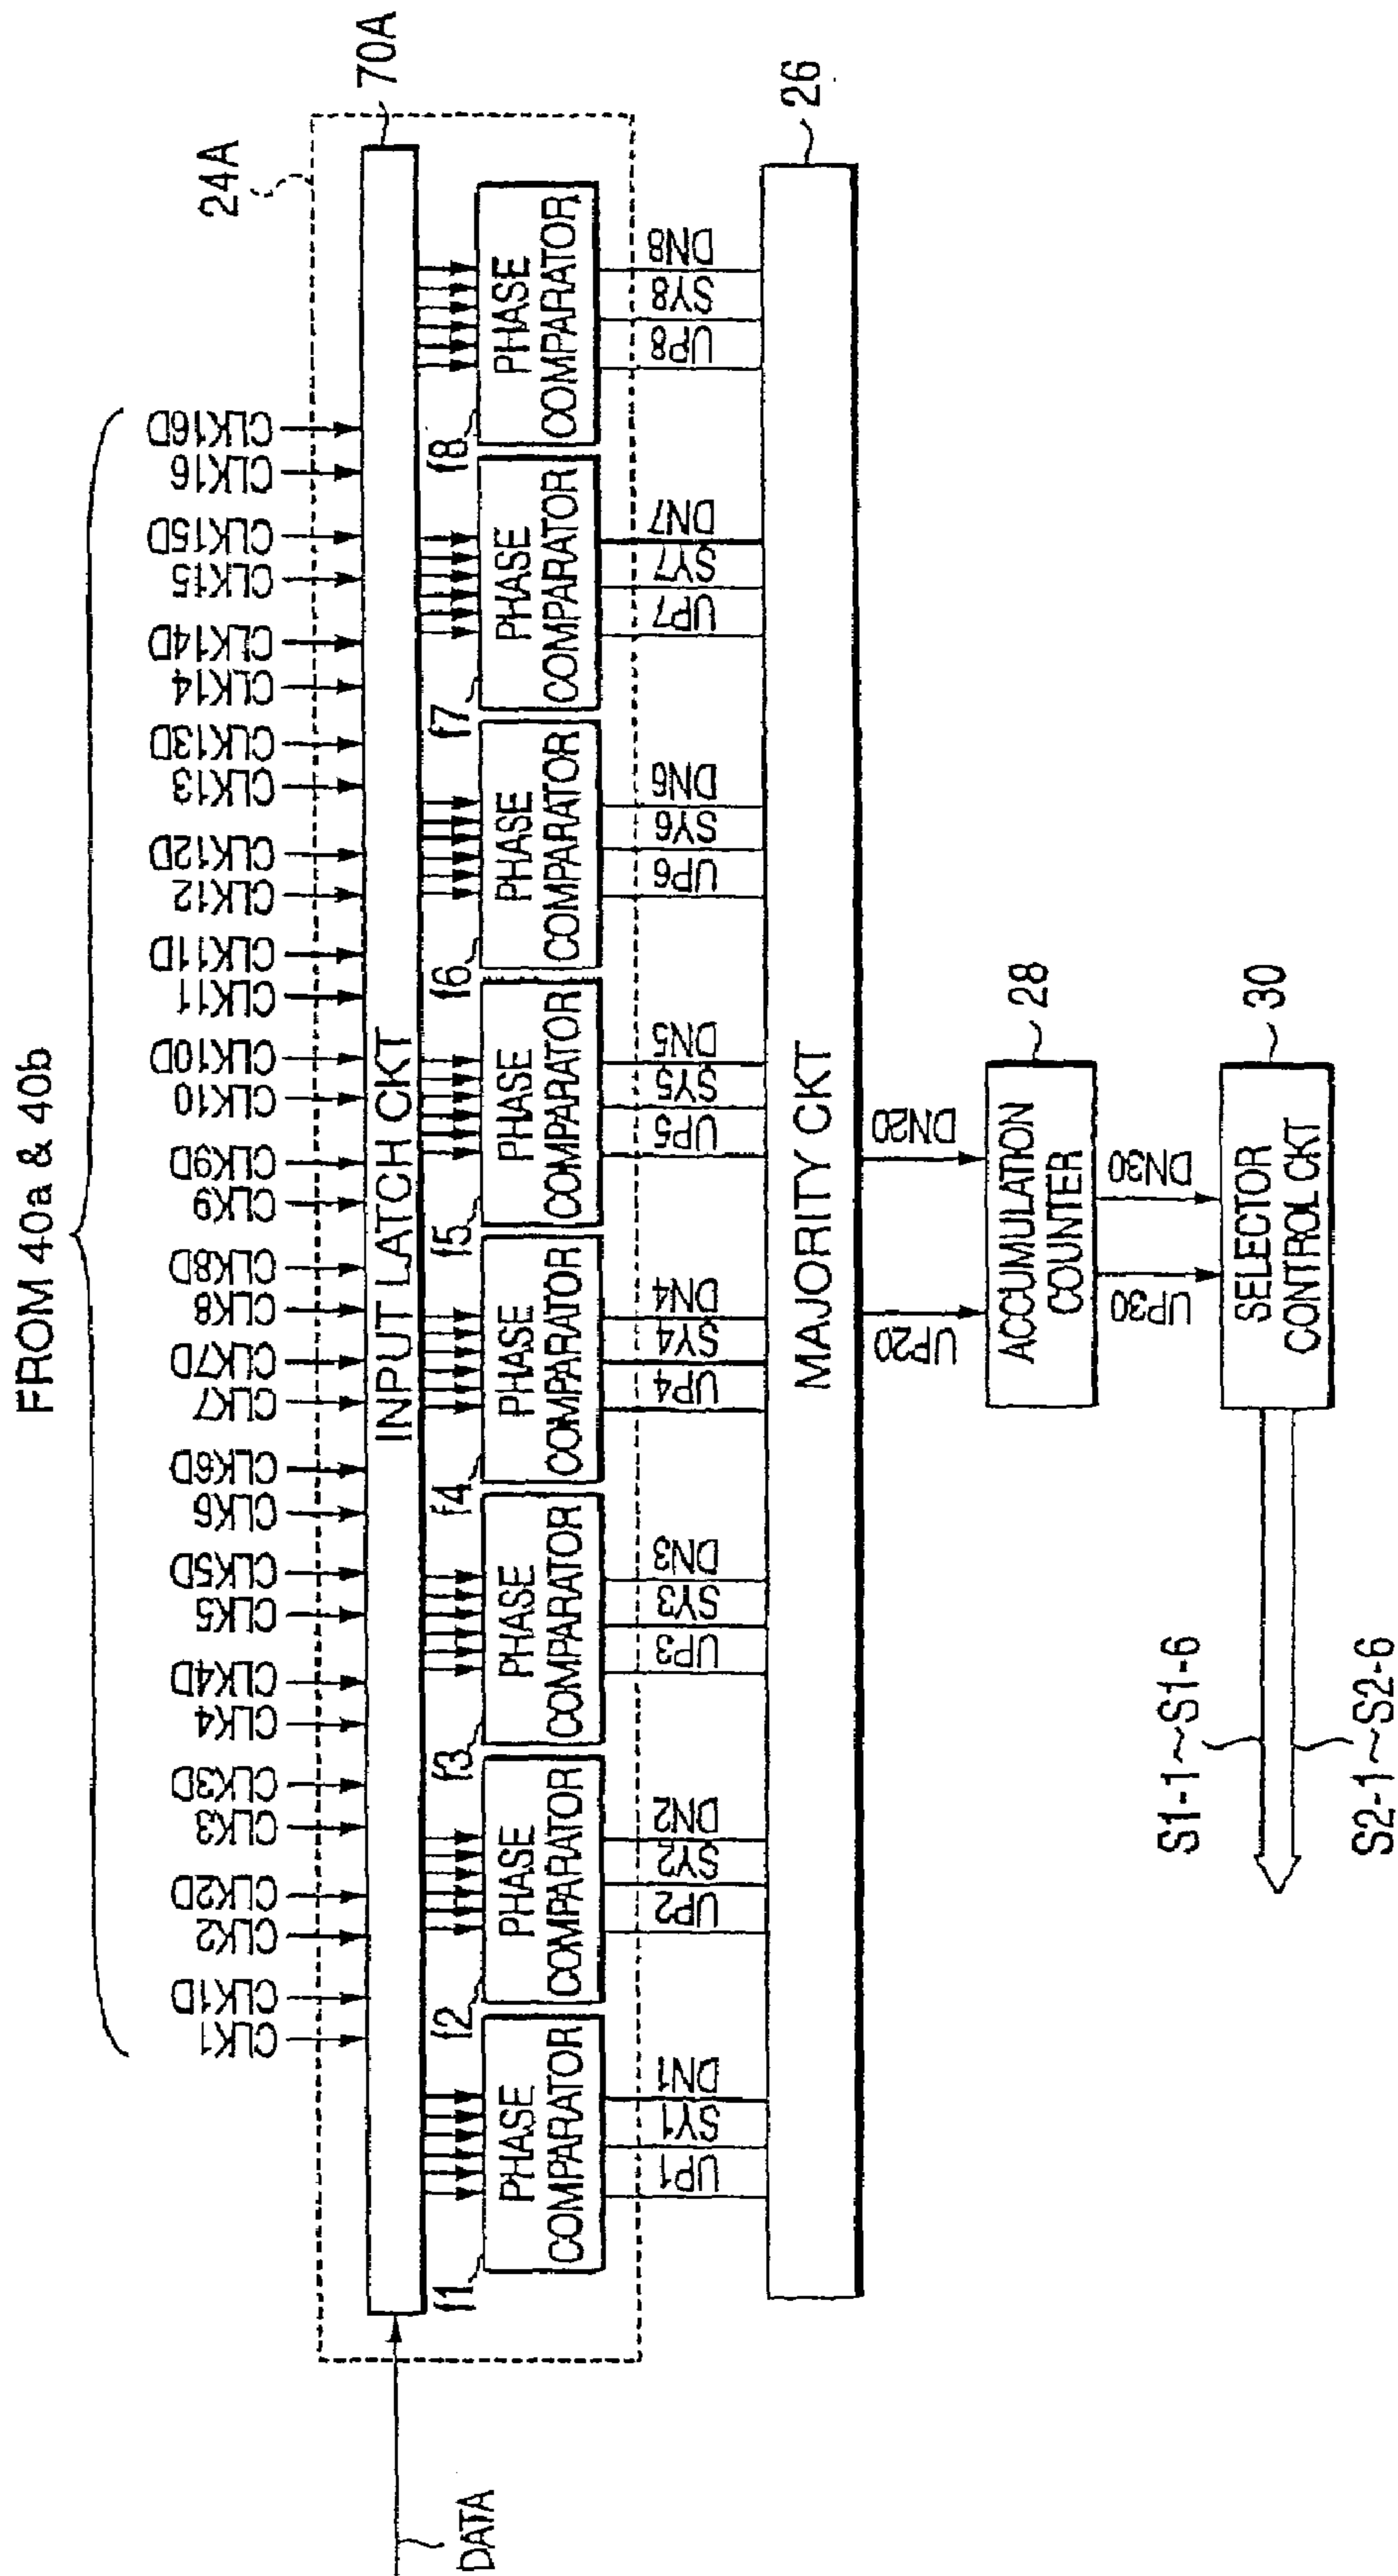 FROM 40a & 40b
CLK1
CLK1D
CLK2
CLK2D
CLK3
CLK3D
CLK4
CLK4D
CLK5
CLK5D
CLK6
CLK6D
CLK7
CLK7D
CLK8
CLK8D
CLK9
CLK9D
CLK10
CLK10D
CLK11
CLK11D
CLK12
CLK12D
CLK13
CLK13D
CLK14
CLK14D
CLK15
CLK15D
CLK16
CLK16D
24A
70A
DATA
INPUT LATCH CKT
f1
PHASE
COMPARATOR
f2
PHASE
COMPARATOR
f3
PHASE
COMPARATOR
f4
PHASE
COMPARATOR
f5
PHASE
COMPARATOR
f6
PHASE
COMPARATOR
f7
PHASE
COMPARATOR
f8
PHASE
COMPARATOR
UP1
SY1
DN1
UP2
SY2
DN2
UP3
SY3
DN3
UP4
SY4
DN4
UP5
SY5
DN5
UP6
SY6
DN6
UP7
SY7
DN7
UP8
SY8
DN8
26
MAJORITY CKT
UP20
DN20
28
ACCUMULATION
COUNTER
UP30
DN30
30
SELECTOR
CONTROL CKT
S1-1~S1-6
S2-1~S2-6